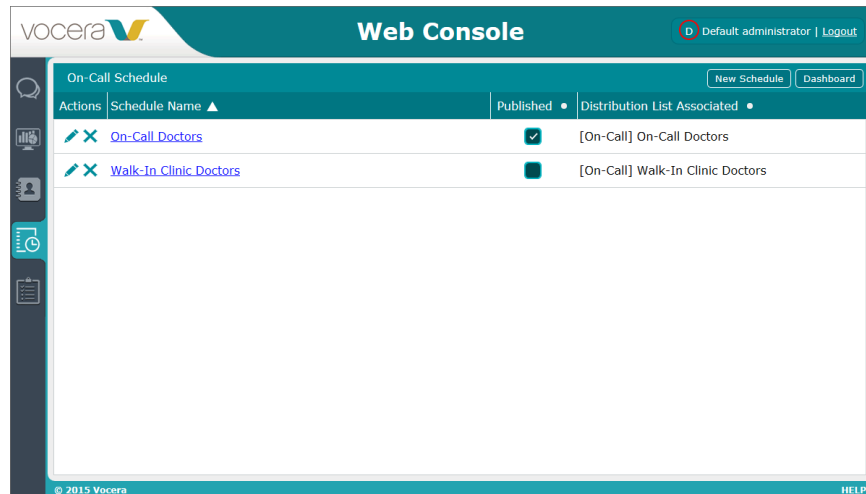 vocera
Web Console
D Default administrator | Logout
On-Call Schedule
New Schedule Dashboard
Actions Schedule Name ▲ Published • Distribution List Associated •
On-Call Doctors [On-Call] On-Call Doctors
Walk-In Clinic Doctors [On-Call] Walk-In Clinic Doctors
© 2015 Vocera HELP